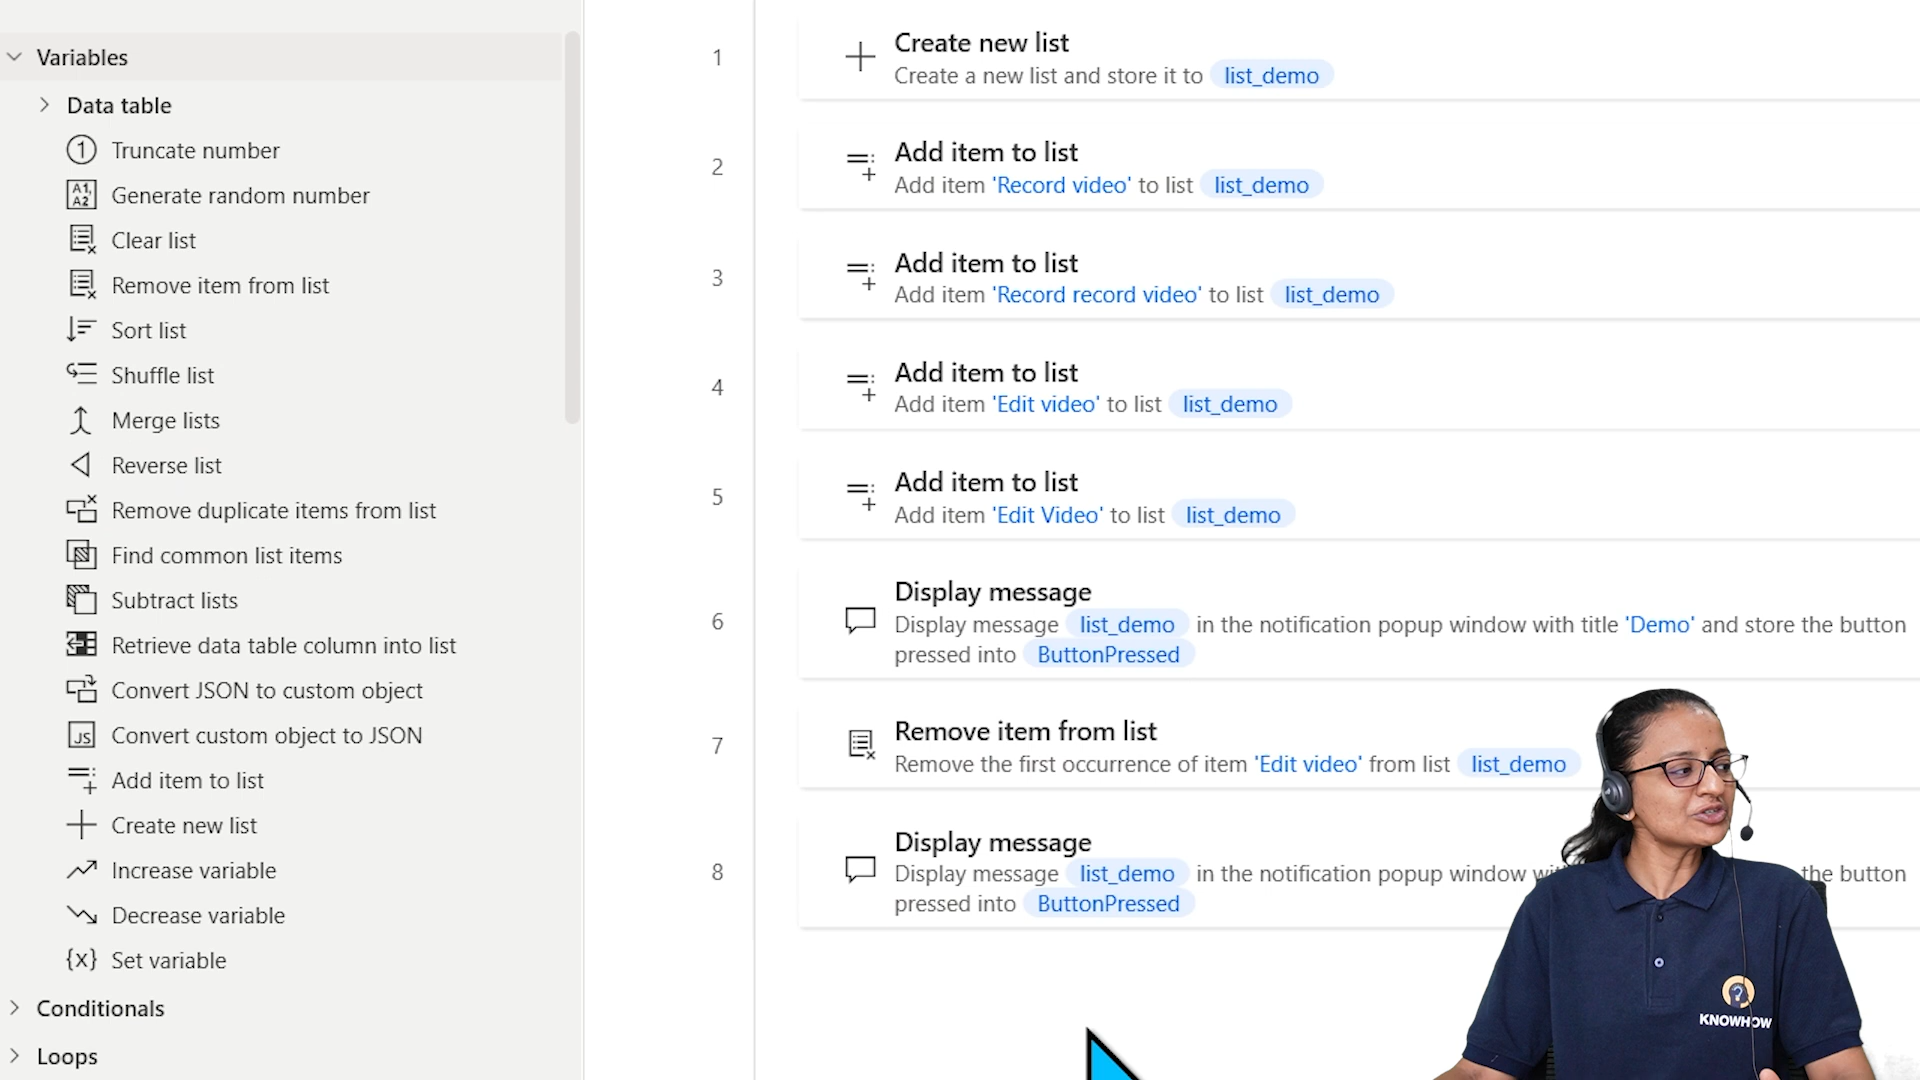 Variables
Data table
Truncate number
Generate random number
Clear list
Remove item from list
Sort list
Shuffle list
Merge lists
Reverse list
Remove duplicate items from list
Find common list items
Subtract lists
Retrieve data table column into list
Convert JSON to custom object
Convert custom object to JSON
Add item to list
Create new list
Increase variable
Decrease variable
Set variable
Conditionals
Loops
1
Create new list
Create a new list and store it to list_demo
2
Add item to list
Add item 'Record video' to list list_demo
3
Add item to list
Add item 'Record record video' to list list_demo
4
Add item to list
Add item 'Edit video' to list list_demo
5
Add item to list
Add item 'Edit Video' to list list_demo
6
Display message
Display message list_demo in the notification popup window with title 'Demo' and store the button
pressed into ButtonPressed
7
Remove item from list
Remove the first occurrence of item 'Edit video' from list list_demo
8
Display message
Display message list_demo in the notification popup window the button
pressed into ButtonPressed
KNOWHOW